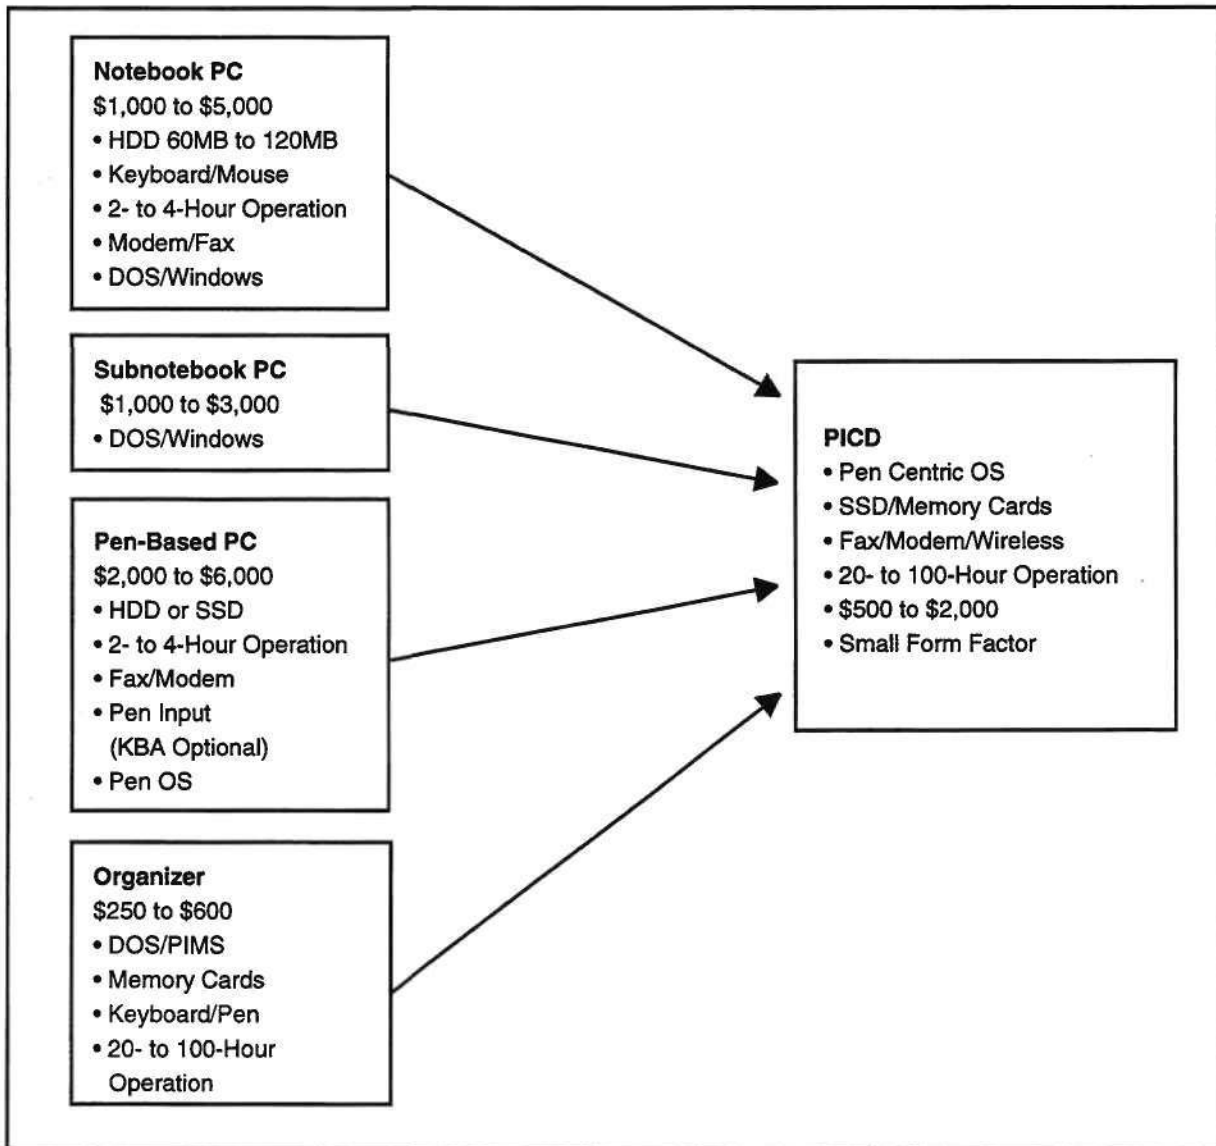 Notebook PC
$1,000 to $5,000
• HDD 60MB to 120MB
• Keyboard/Mouse
• 2- to 4-Hour Operation
• Modem/Fax
• DOS/Windows
Subnotebook PC
$1,000 to $3,000
• DOS/Windows
Pen-Based PC
$2,000 to $6,000
• HDD or SSD
• 2- to 4-Hour Operation
• Fax/Modem
• Pen Input
(KBA Optional)
• Pen OS
Organizer
$250 to $600
• DOS/PIMS
• Memory Cards
• Keyboard/Pen
• 20- to 100-Hour
Operation
PICD
• Pen Centric OS
• SSD/Memory Cards
• Fax/Modem/Wireless
• 20- to 100-Hour Operation
• $500 to $2,000
• Small Form Factor